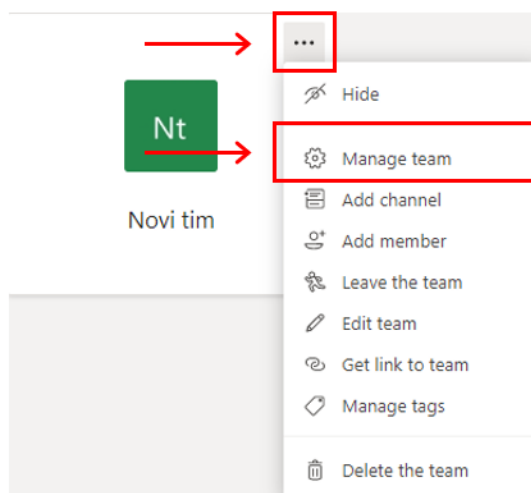 ...
Nt
Novi tim
Hide
Manage team
Add channel
Add member
Leave the team
Edit team
Get link to team
Manage tags
Delete the team